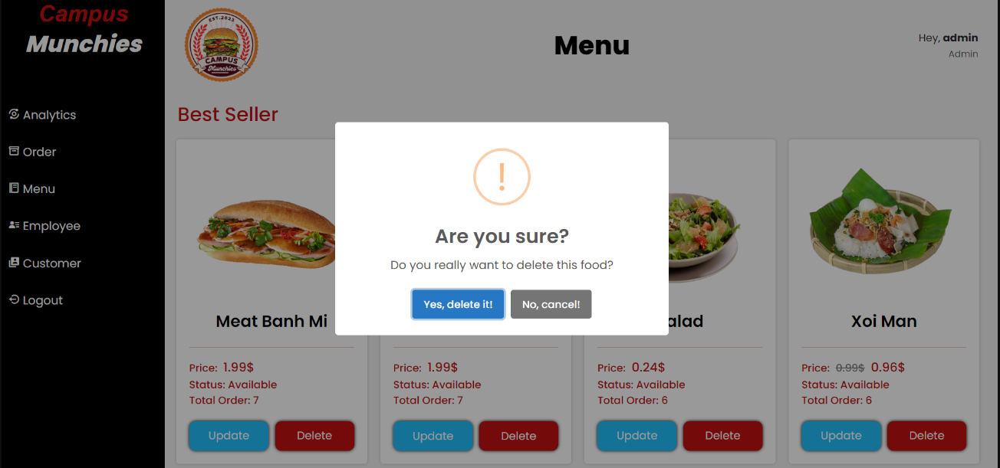 Campus
Munchies
EST.2023
CAMPUS
Munchies
Menu
Hey, admin
Admin
Analytics
Order
Menu
Employee
Customer
Logout
Best Seller
Are you sure?
Do you really want to delete this food?
Yes, delete it!
No, cancel!
Meat Banh Mi
alad
Xoi Man
Price: 1.99$
Status: Available
Total Order: 7
Update
Delete
Price: 1.99$
Status: Available
Total Order: 7
Update
Delete
Price: 0.24$
Status: Available
Total Order: 6
Update
Delete
Price: 0.99$ 0.96$
Status: Available
Total Order: 6
Update
Delete